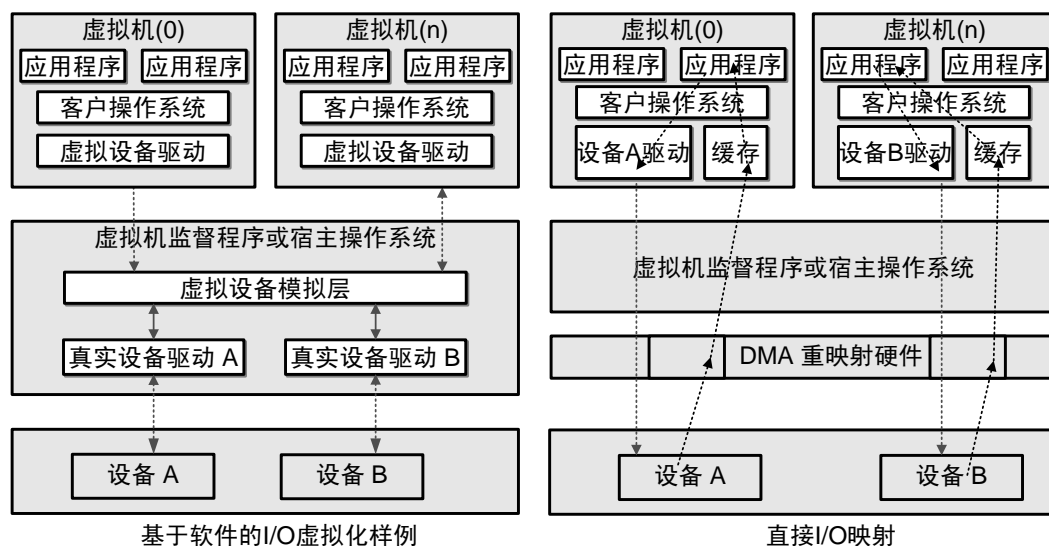 虚拟机(0)
应用程序 应用程序
客户操作系统
虚拟设备驱动
虚拟机(n)
应用程序 应用程序
客户操作系统
虚拟设备驱动
虚拟机监督程序或宿主操作系统
虚拟设备模拟层
真实设备驱动 A
真实设备驱动 B
设备 A
设备 B
基于软件的I/O虚拟化样例
虚拟机(0)
应用程序 应用程序
客户操作系统
设备A驱动 缓存
虚拟机(n)
应用程序 应用程序
客户操作系统
设备B驱动 缓存
虚拟机监督程序或宿主操作系统
DMA 重映射硬件
设备 A
设备 B
直接I/O映射